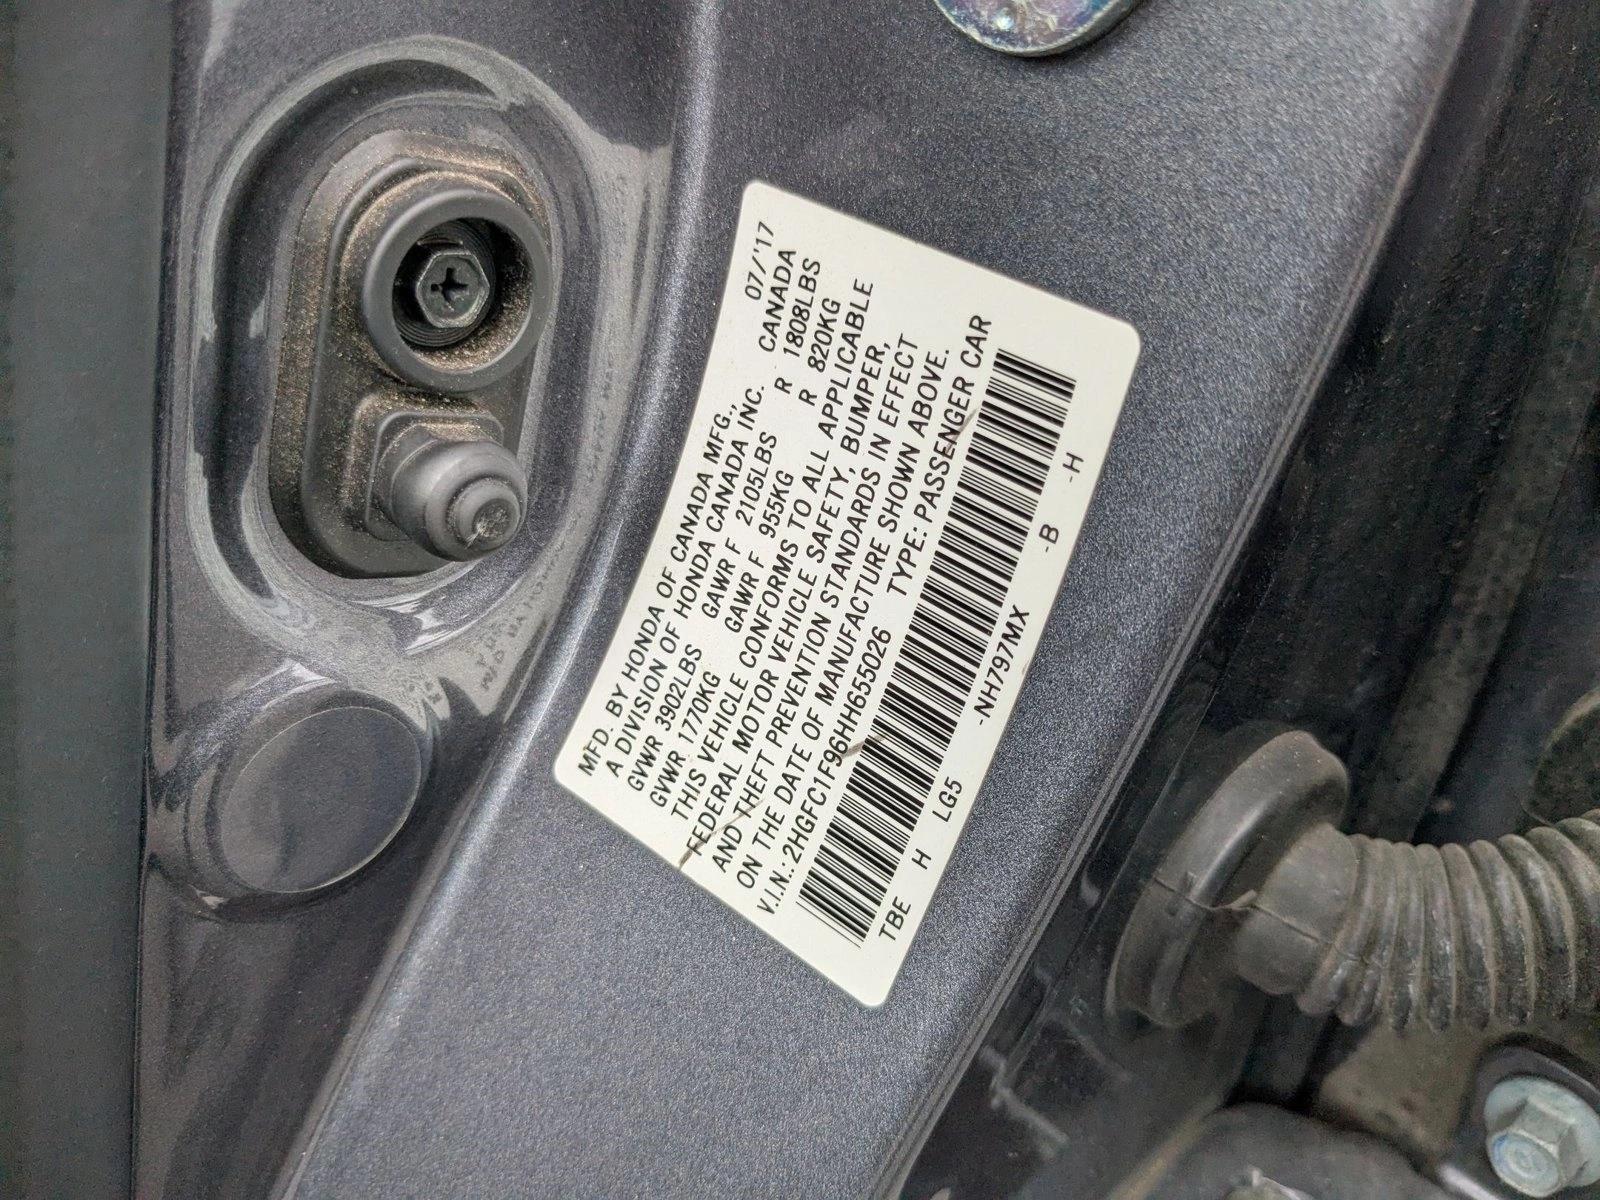 MFD. BY HONDA OF CANADA MFG., 07/'17
A DIVISION OF HONDA CANADA INC. CANADA
GVWR 3902LBS GAWR F 2105LBS R 1808LBS
GVWR 1770KG GAWR F 955KG R 820KG
THIS VEHICLE CONFORMS TO ALL APPLICABLE
FEDERAL MOTOR VEHICLE SAFETY, BUMPER,
AND THEFT PREVENTION STANDARDS IN EFFECT
ON THE DATE OF MANUFACTURE SHOWN ABOVE.
V.I.N.:2HGFC1F96HH655026 TYPE: PASSENGER CAR
TBE H LG5 -NH797MX -B -H